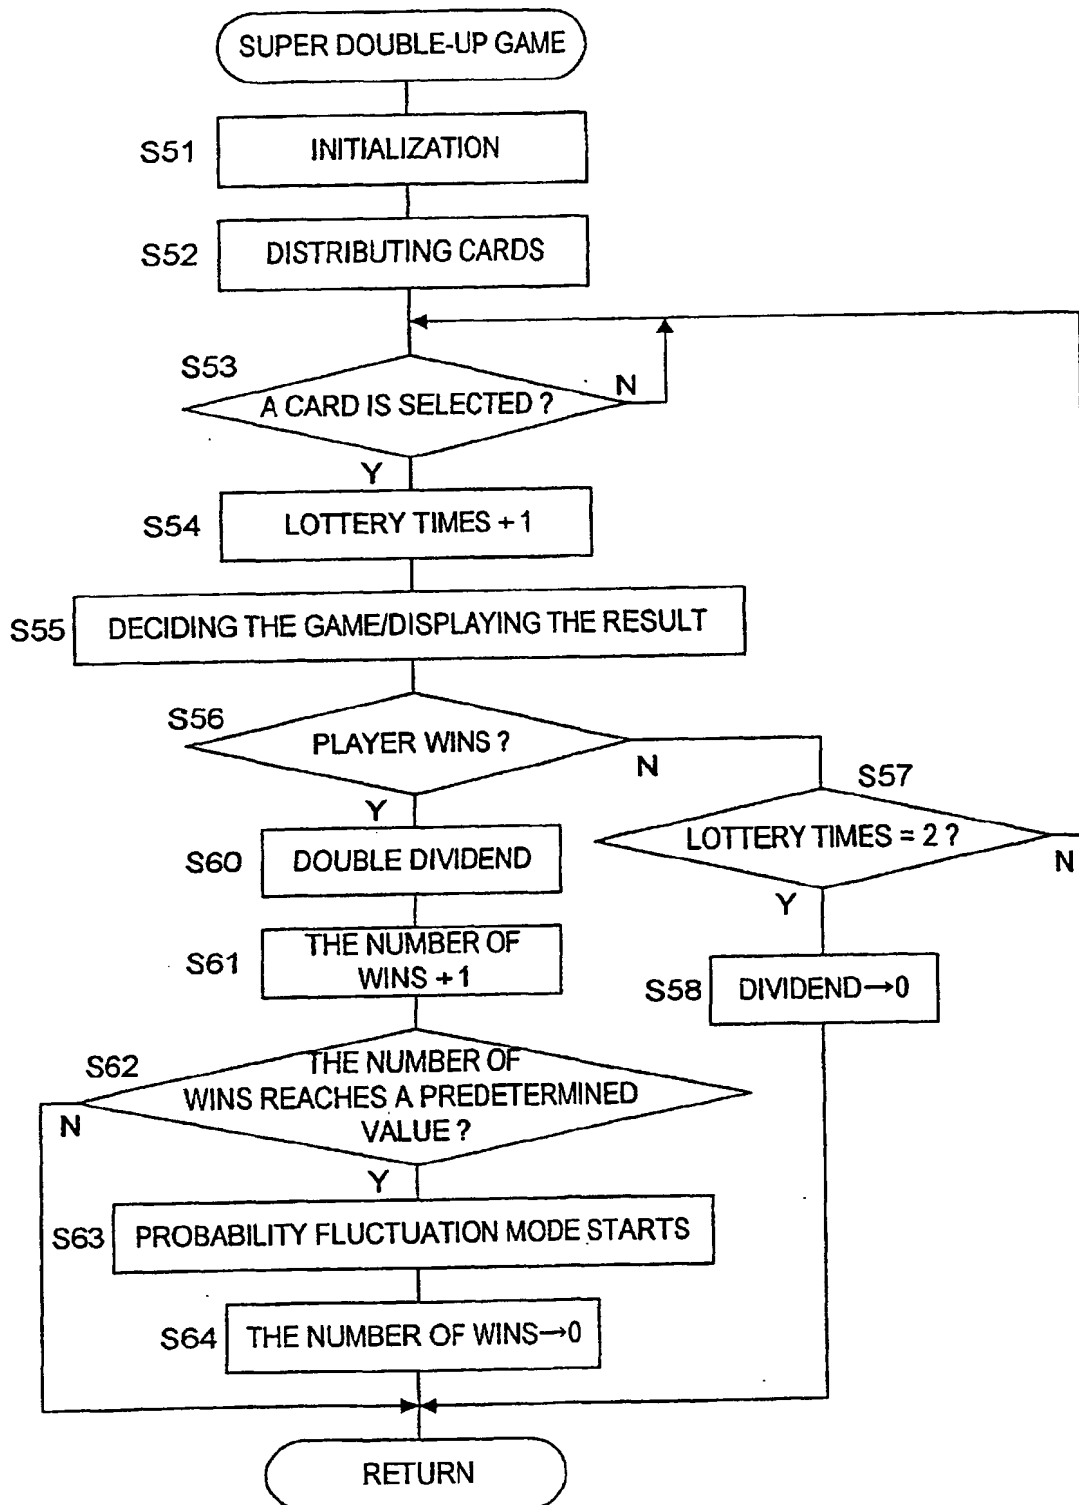 SUPER DOUBLE-UP GAME
S51
INITIALIZATION
S52
DISTRIBUTING CARDS
S53
A CARD IS SELECTED ?
N
Y
S54
LOTTERY TIMES + 1
S55
DECIDING THE GAME/DISPLAYING THE RESULT
S56
PLAYER WINS ?
N
Y
S57
LOTTERY TIMES = 2 ?
N
Y
S60
DOUBLE DIVIDEND
S61
THE NUMBER OF
WINS + 1
S58
DIVIDEND→0
S62
THE NUMBER OF
WINS REACHES A PREDETERMINED
VALUE ?
N
Y
S63
PROBABILITY FLUCTUATION MODE STARTS
S64
THE NUMBER OF WINS→0
RETURN